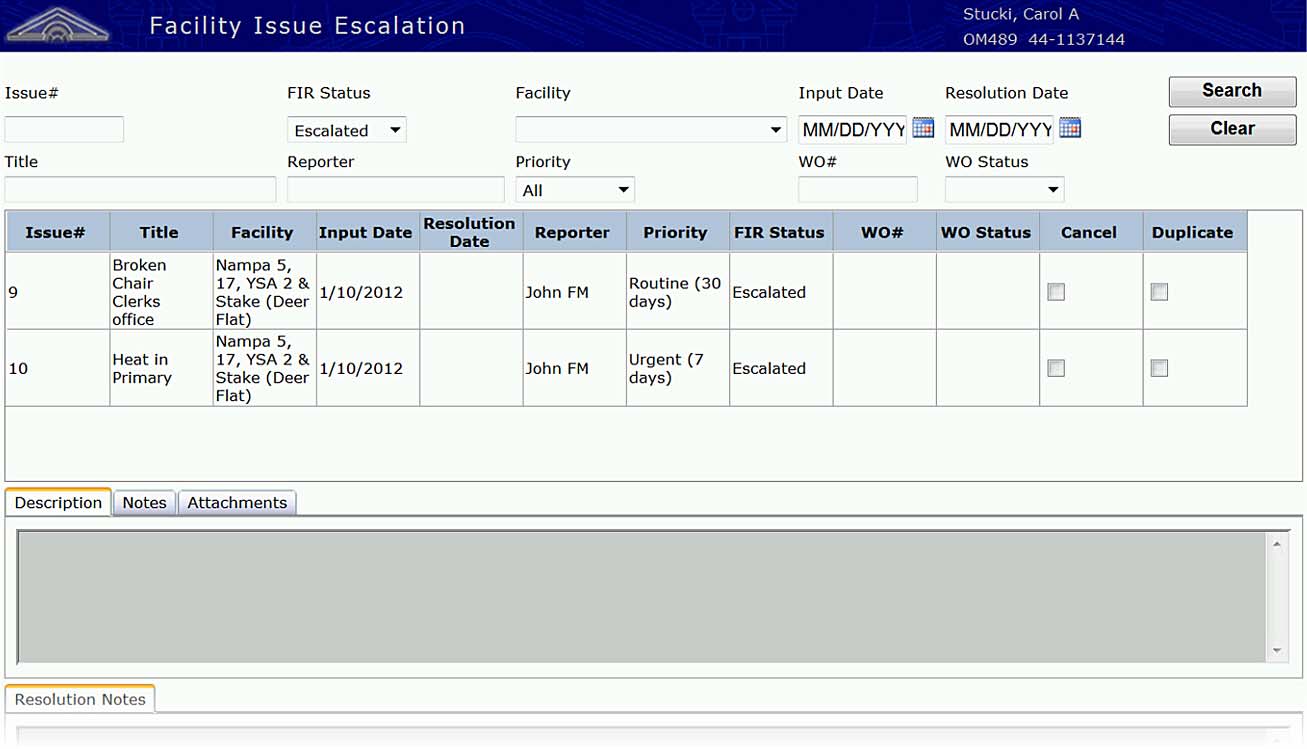 Facility Issue Escalation
Stucki, Carol A
OM489 44-1137144
Issue#
FIR Status
Facility
Input Date
Resolution Date
Search
Escalated
MM/DD/YYY
MM/DD/YYY
Clear
Title
Reporter
Priority
WO#
WO Status
All
Issue# Title Facility Input Date Resolution Date Reporter Priority FIR Status WO# WO Status Cancel Duplicate
9
Broken
Chair
Clerks
office
Nampa 5,
17, YSA 2 &
Stake (Deer
Flat)
1/10/2012
John FM
Routine (30
days)
Escalated
10
Heat in
Primary
Nampa 5,
17, YSA 2 &
Stake (Deer
Flat)
1/10/2012
John FM
Urgent (7
days)
Escalated
Description Notes Attachments
Resolution Notes